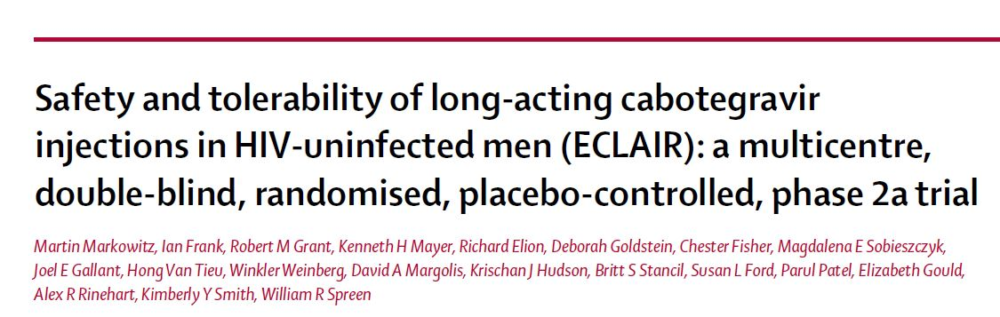 Safety and tolerability of long-acting cabotegravir
injections in HIV-uninfected men (ECLAIR): a multicentre,
double-blind, randomised, placebo-controlled, phase 2a trial
Martin Markowitz, Ian Frank, Robert M Grant, Kenneth H Mayer, Richard Elion, Deborah Goldstein, Chester Fisher, Magdalena E Sobieszczyk,
Joel E Gallant, Hong Van Tieu, Winkler Weinberg, David A Margolis, Krischan J Hudson, Britt S Stancil, Susan L Ford, Parul Patel, Elizabeth Gould,
Alex R Rinehart, Kimberly Y Smith, William R Spreen